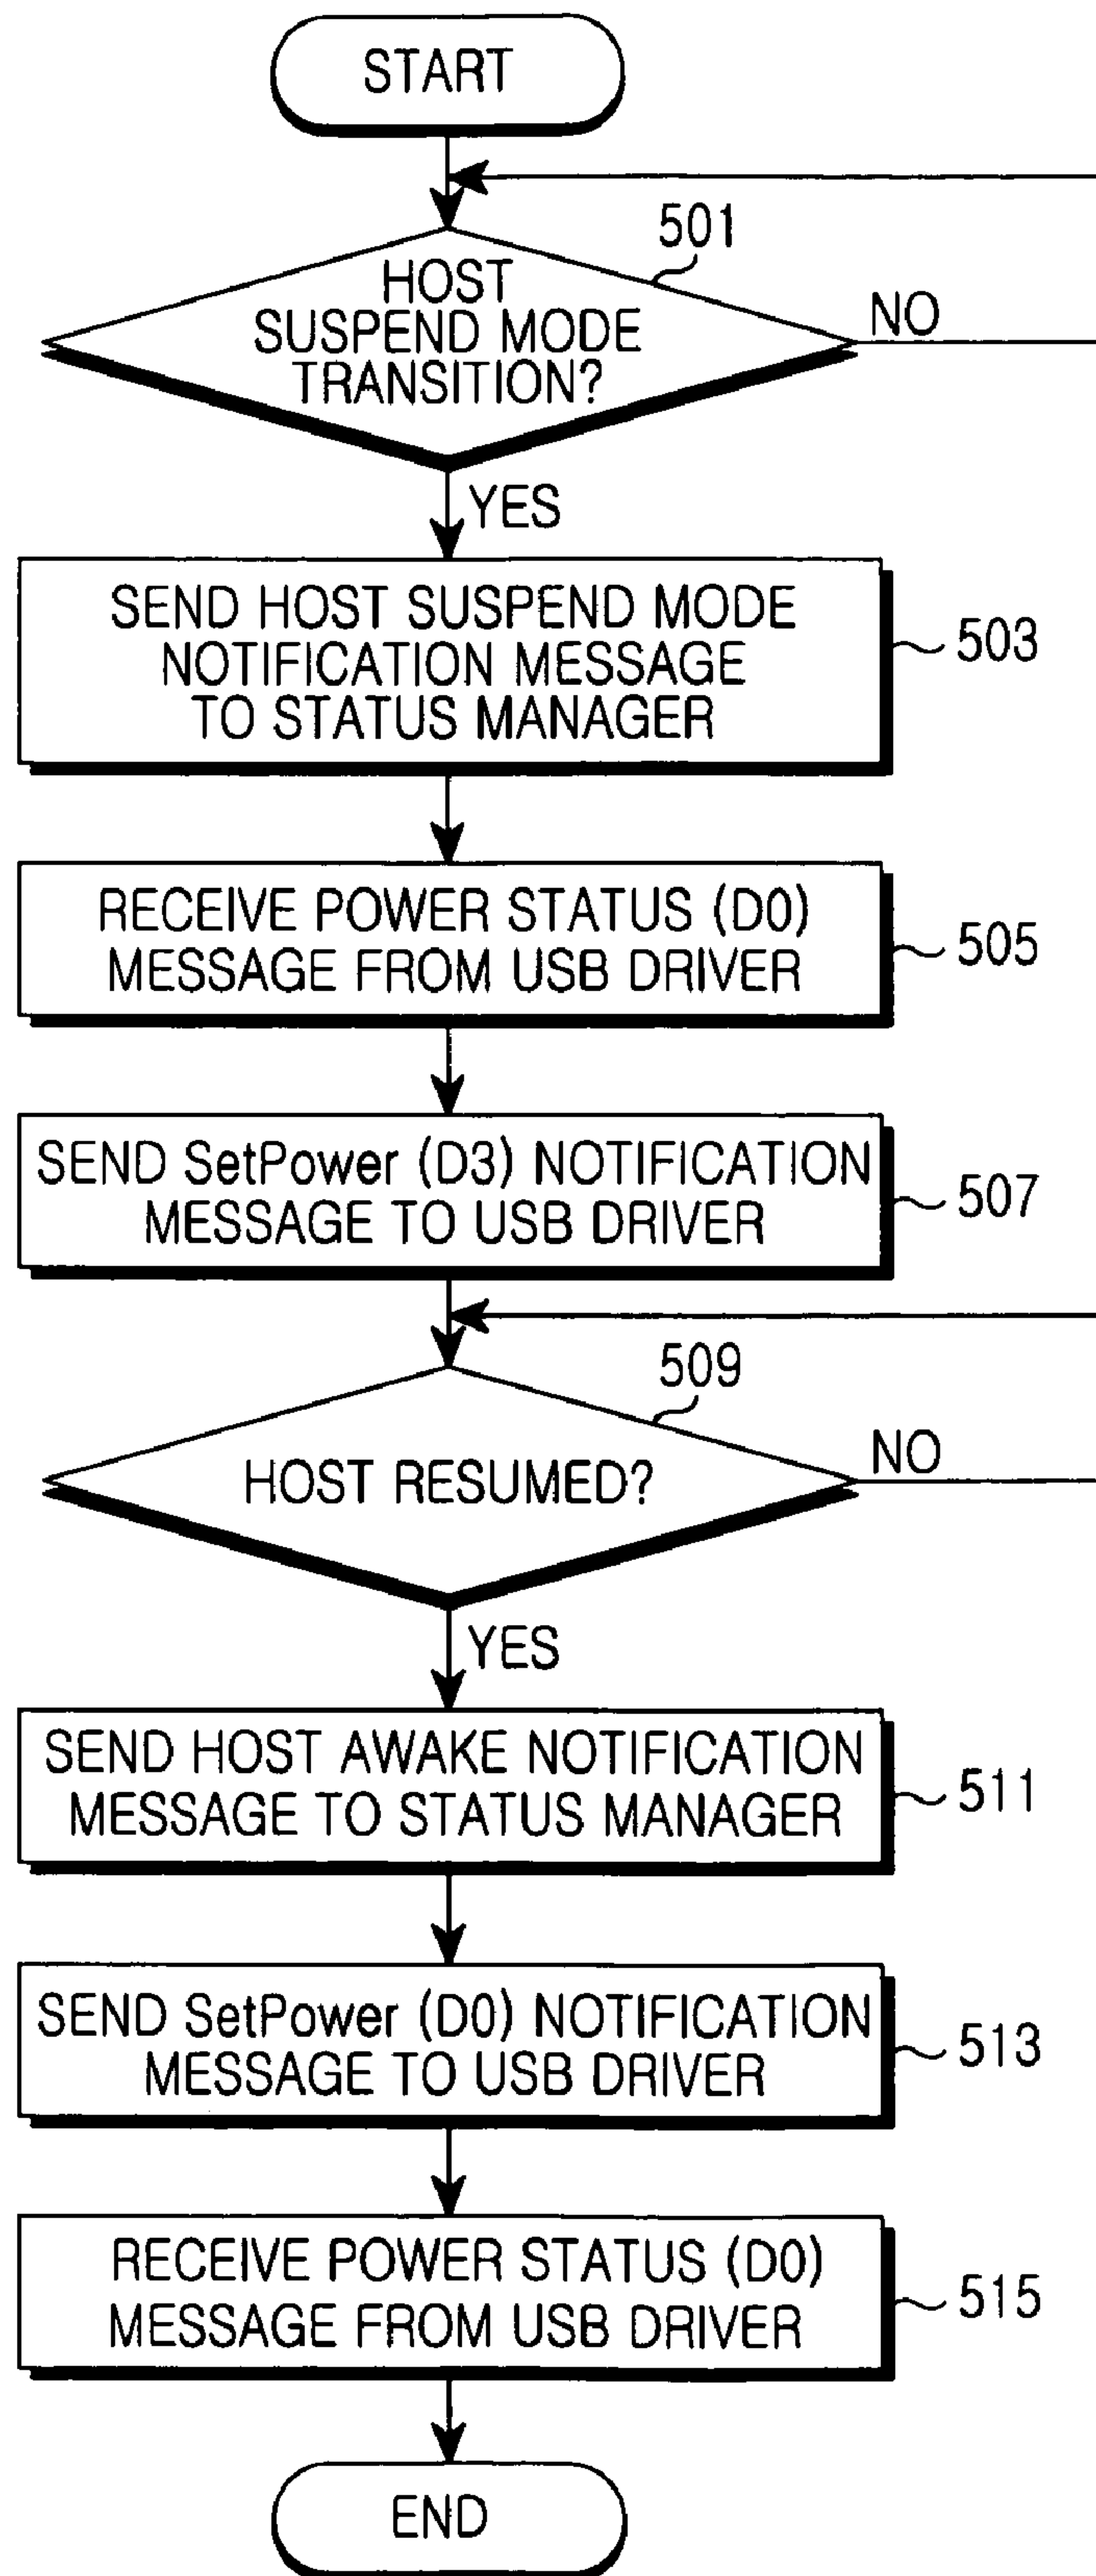 START
501
HOST
SUSPEND MODE
TRANSITION?
NO
YES
SEND HOST SUSPEND MODE
NOTIFICATION MESSAGE
TO STATUS MANAGER
503
RECEIVE POWER STATUS (D0)
MESSAGE FROM USB DRIVER
505
SEND SetPower (D3) NOTIFICATION
MESSAGE TO USB DRIVER
507
509
HOST RESUMED?
NO
YES
SEND HOST AWAKE NOTIFICATION
MESSAGE TO STATUS MANAGER
511
SEND SetPower (D0) NOTIFICATION
MESSAGE TO USB DRIVER
513
RECEIVE POWER STATUS (D0)
MESSAGE FROM USB DRIVER
515
END